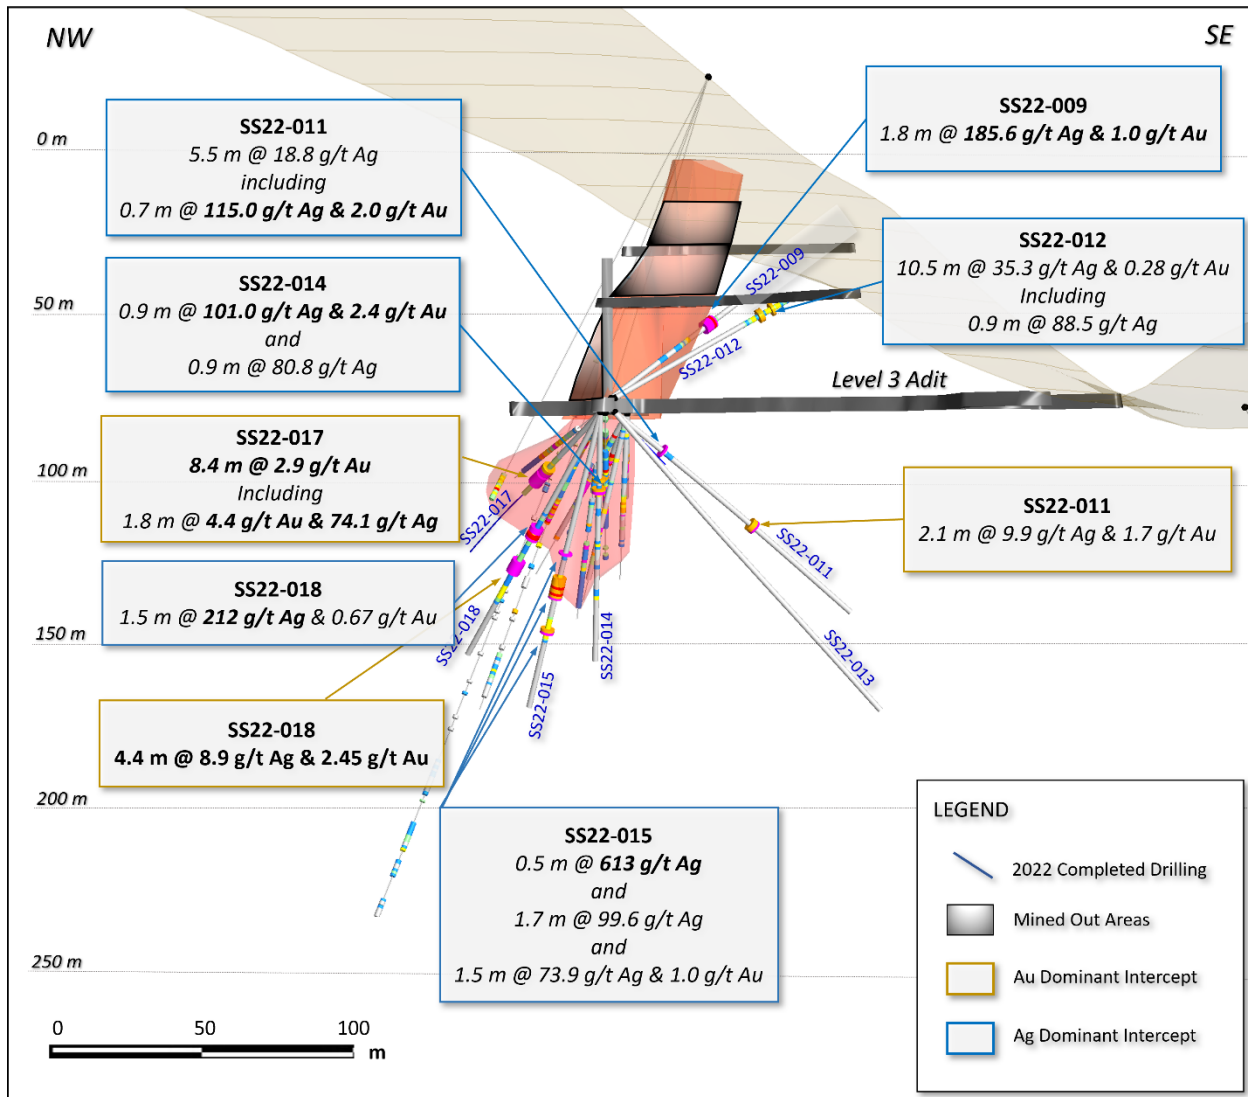 NW
SE
SS22-011
5.5 m @ 18.8 g/t Ag
including
0.7 m @ 115.0 g/t Ag & 2.0 g/t Au
SS22-009
1.8 m @ 185.6 g/t Ag & 1.0 g/t Au
0 m
SS22-014
0.9 m @ 101.0 g/t Ag & 2.4 g/t Au
and
0.9 m @ 80.8 g/t Ag
SS22-012
10.5 m @ 35.3 g/t Ag & 0.28 g/t Au
Including
0.9 m @ 88.5 g/t Ag
50 m
SS22-009
SS22-012
Level 3 Adit
SS22-017
8.4 m @ 2.9 g/t Au
Including
1.8 m @ 4.4 g/t Au & 74.1 g/t Ag
100 m
SS22-017
SS22-011
2.1 m @ 9.9 g/t Ag & 1.7 g/t Au
SS22-011
SS22-018
1.5 m @ 212 g/t Ag & 0.67 g/t Au
SS22-018
SS22-014
SS22-013
SS22-015
150 m
SS22-018
4.4 m @ 8.9 g/t Ag & 2.45 g/t Au
200 m
SS22-015
0.5 m @ 613 g/t Ag
and
1.7 m @ 99.6 g/t Ag
and
1.5 m @ 73.9 g/t Ag & 1.0 g/t Au
250 m
0 50 100
m
LEGEND
2022 Completed Drilling
Mined Out Areas
Au Dominant Intercept
Ag Dominant Intercept